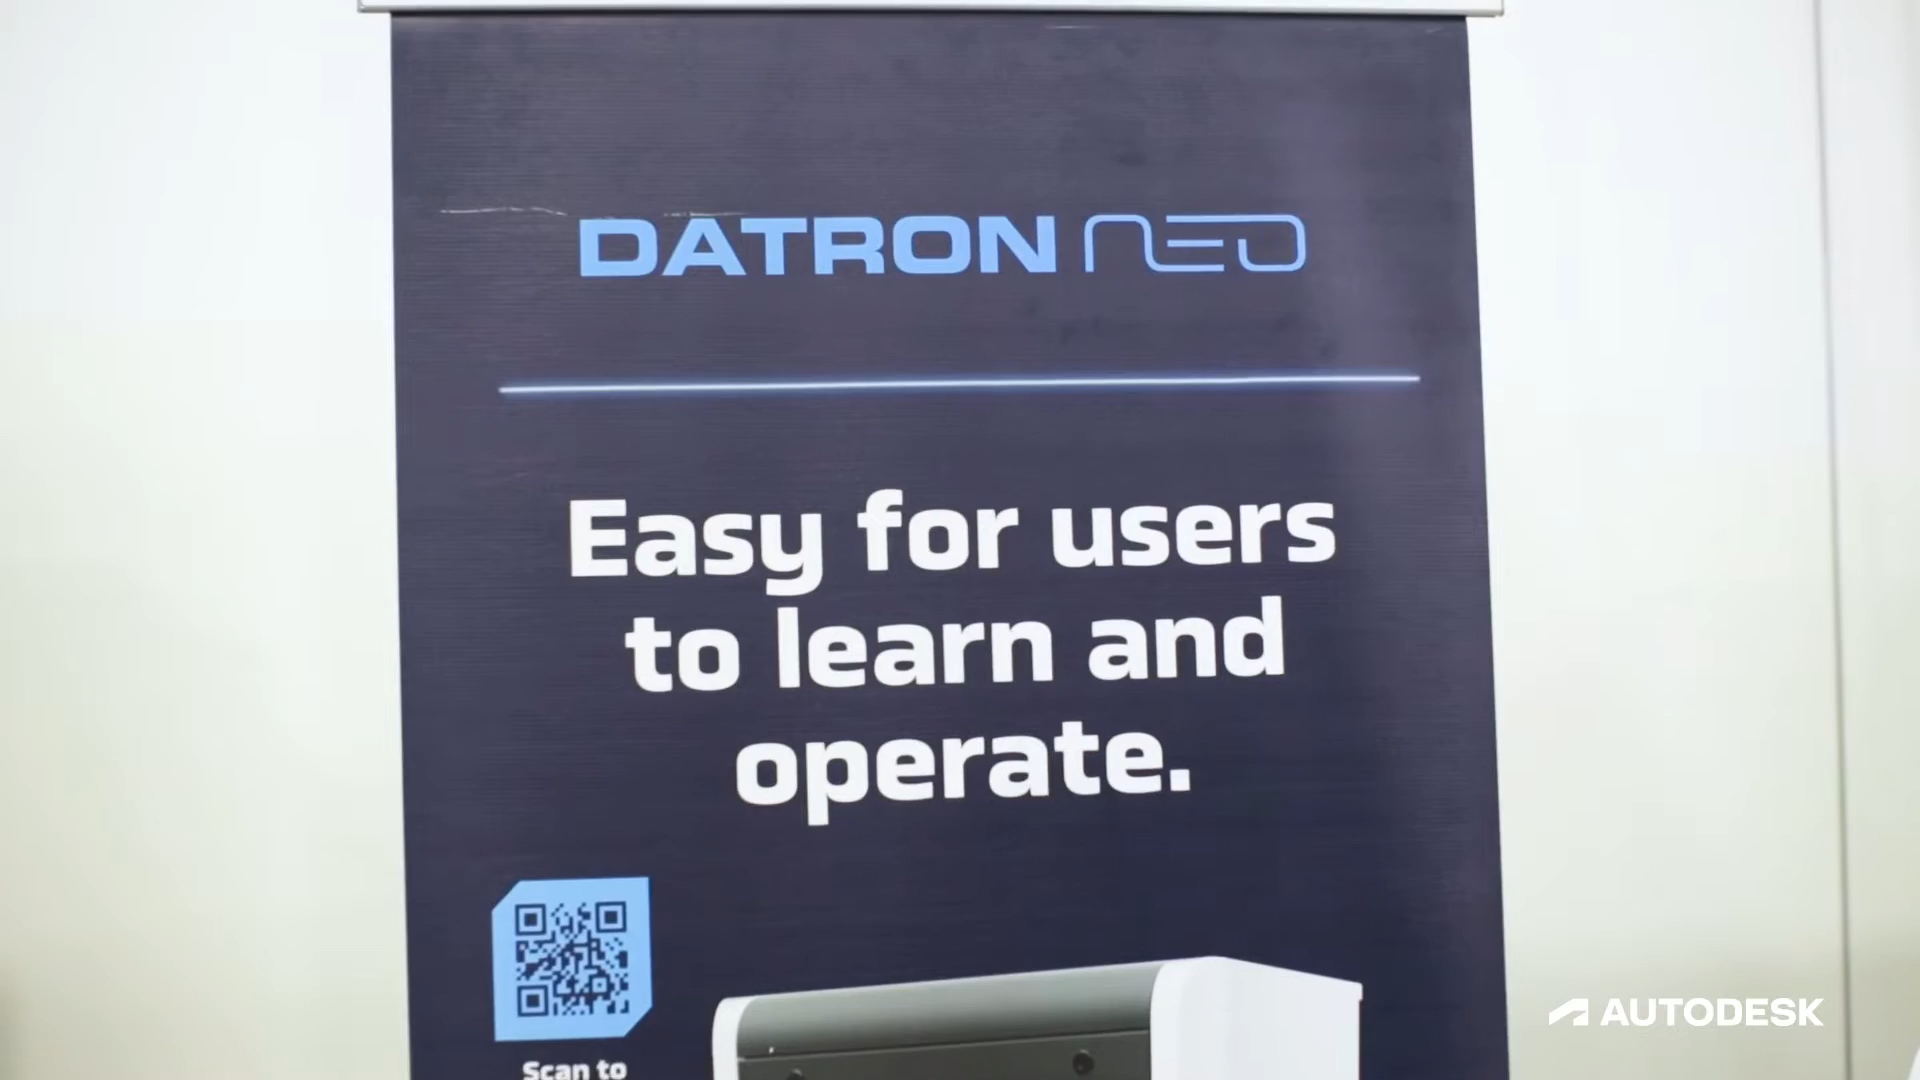 DATRON neo
Easy for users
to learn and
operate.
Scan to
AUTODESK